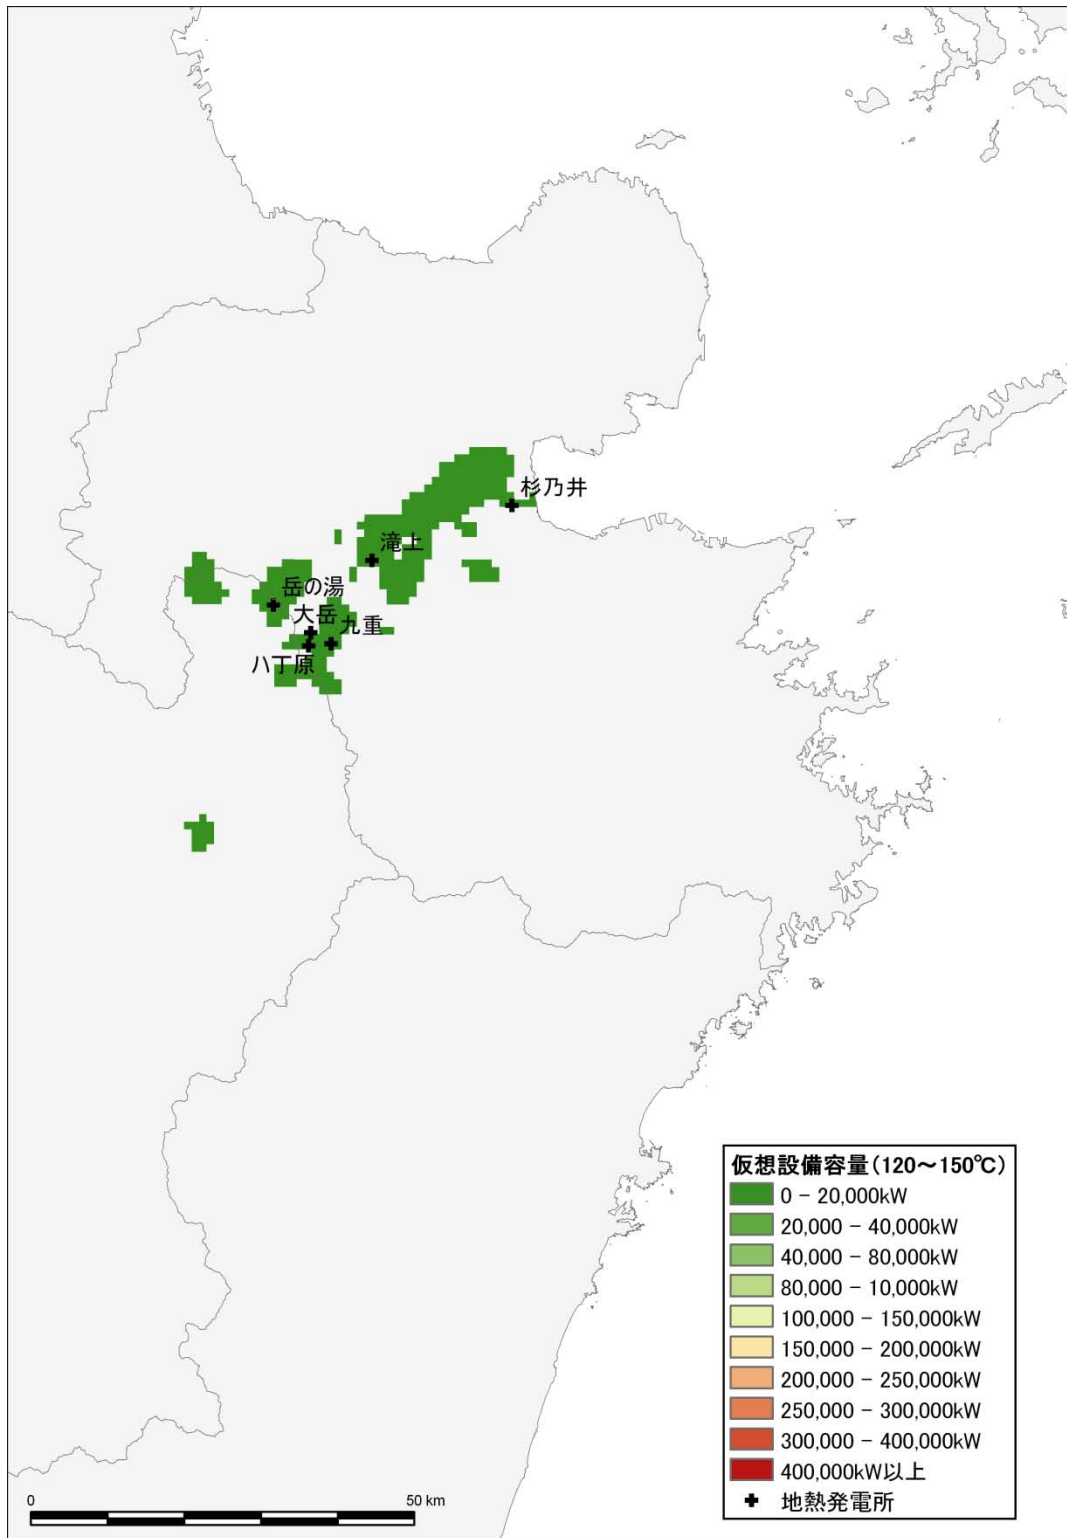 杉乃井
滝上
岳の湯
大岳
九重
八丁原
仮想設備容量(120～150℃)
0 - 20,000kW
20,000 - 40,000kW
40,000 - 80,000kW
80,000 - 10,000kW
100,000 - 150,000kW
150,000 - 200,000kW
200,000 - 250,000kW
250,000 - 300,000kW
300,000 - 400,000kW
400,000kW以上
地熱発電所
0 50 km